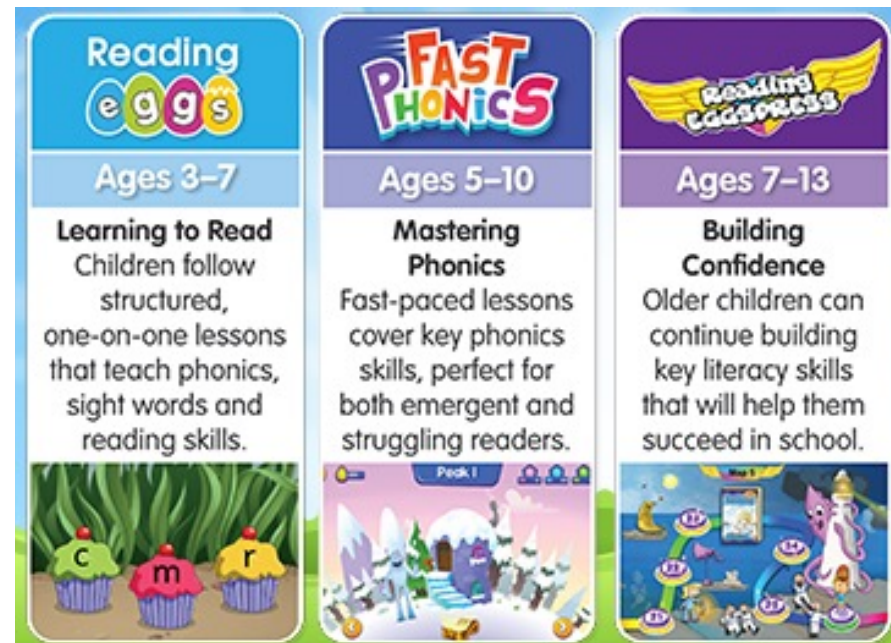 Reading
eggs
Ages 3–7
Learning to Read
Children follow
structured,
one-on-one lessons
that teach phonics,
sight words and
reading skills.
c
m
r
FAST
PHONICS
Ages 5–10
Mastering
Phonics
Fast-paced lessons
cover key phonics
skills, perfect for
both emergent and
struggling readers.
Peak 1
Reading
EGGSPRESS
Ages 7–13
Building
Confidence
Older children can
continue building
key literacy skills
that will help them
succeed in school.
Map 5